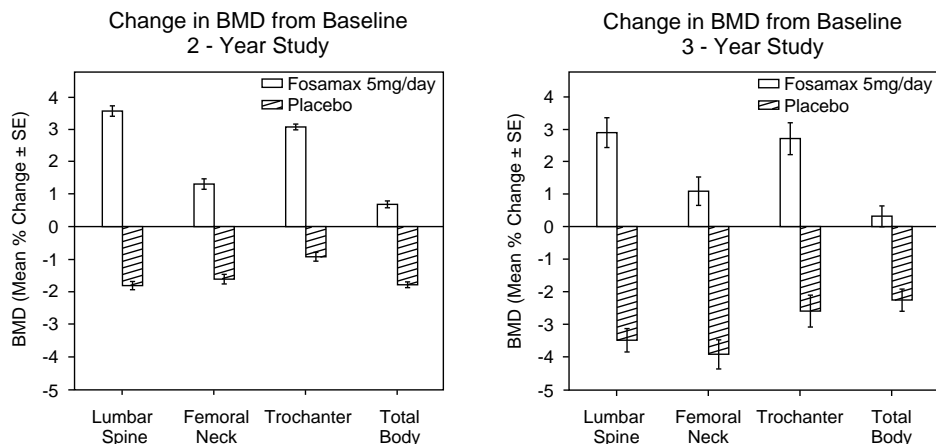 Change in BMD from Baseline
2 - Year Study
BMD (Mean % Change ± SE)
Fosamax 5mg/day
Placebo
4
3
2
1
0
-1
-2
-3
-4
-5
Lumbar Spine
Femoral Neck
Trochanter
Total Body
Change in BMD from Baseline
3 - Year Study
BMD (Mean % Change ± SE)
Fosamax 5mg/day
Placebo
4
3
2
1
0
-1
-2
-3
-4
-5
Lumbar Spine
Femoral Neck
Trochanter
Total Body